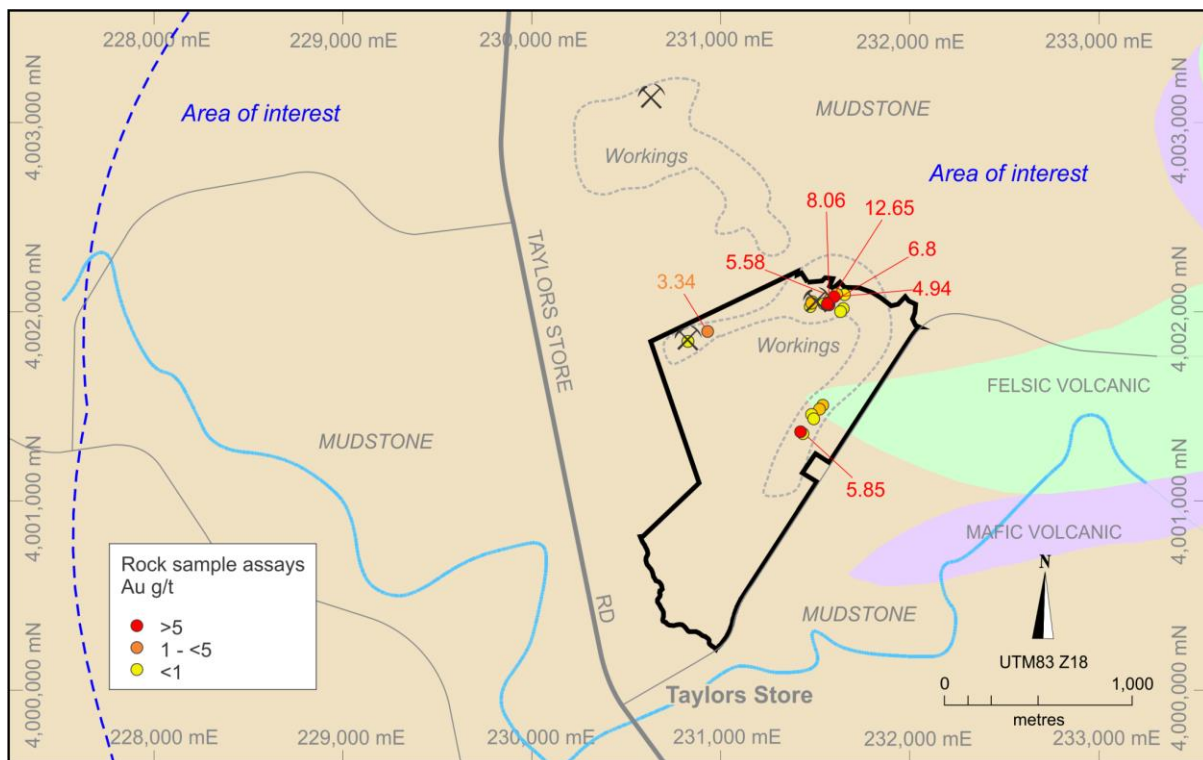 228,000 mE
229,000 mE
230,000 mE
231,000 mE
232,000 mE
233,000 mE
4,003,000 mN
4,003,000 mN
Area of interest
MUDSTONE
Workings
Area of interest
8.06
12.65
6.8
5.58
4.94
3.34
TAYLORS STORE
RD
4,002,000 mN
4,002,000 mN
Workings
FELSIC VOLCANIC
MUDSTONE
5.85
4,001,000 mN
4,001,000 mN
MAFIC VOLCANIC
Rock sample assays
Au g/t
>5
1 - <5
<1
MUDSTONE
N
UTM83 Z18
0 1,000
metres
Taylors Store
4,000,000 mN
4,000,000 mN
228,000 mE
229,000 mE
230,000 mE
231,000 mE
232,000 mE
233,000 mE